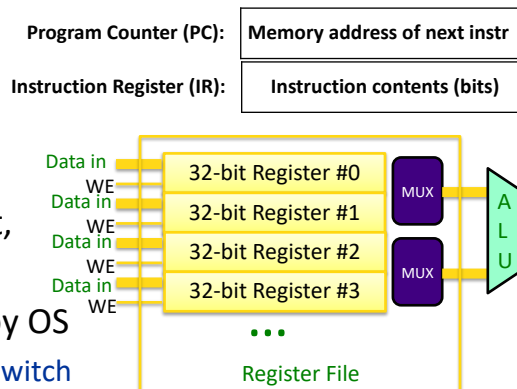 Program Counter (PC): Memory address of next instr
Instruction Register (IR): Instruction contents (bits)
Data in
WE
32-bit Register #0
MUX
Data in
WE
32-bit Register #1
A
L
U
t,
Data in
WE
32-bit Register #2
MUX
Data in
WE
32-bit Register #3
by OS
...
witch
Register File